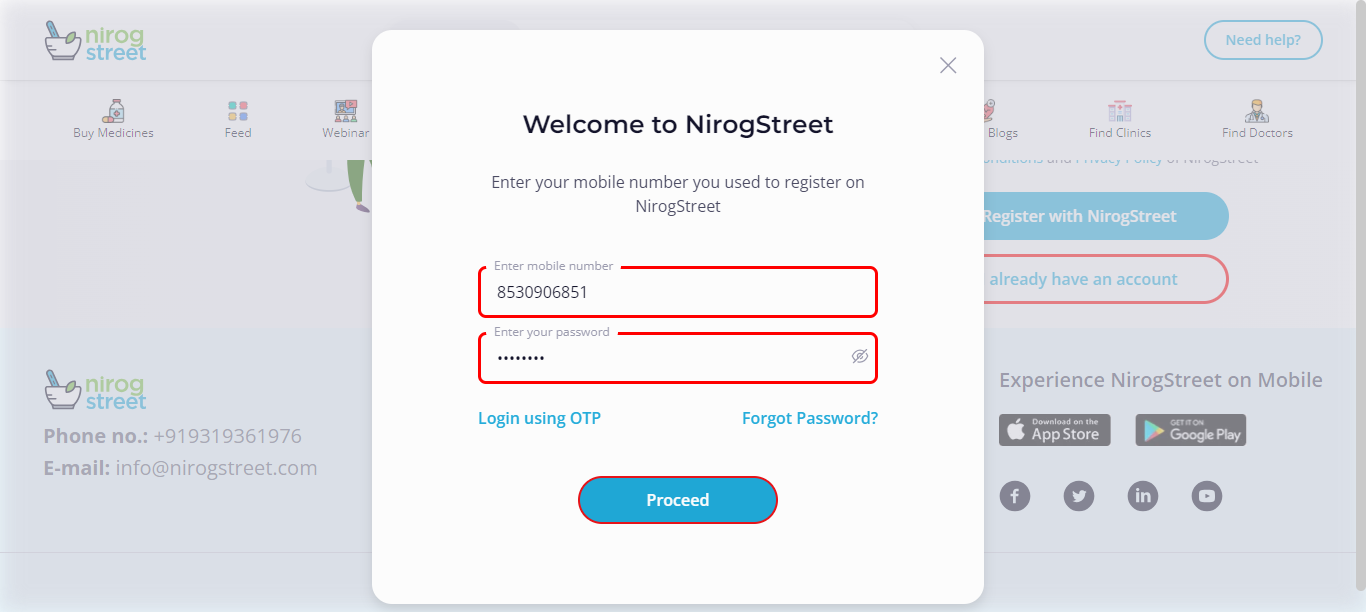 nirog
street
Need help?
Buy Medicines
Feed
Webinar
Blogs
Find Clinics
Find Doctors
and Privacy Policy of NirogStreet
Register with NirogStreet
already have an account
Welcome to NirogStreet
Enter your mobile number you used to register on
NirogStreet
Enter mobile number
8530906851
Enter your password
••••••••
Login using OTP
Forgot Password?
Proceed
nirog
street
Phone no.: +919319361976
E-mail: info@nirogstreet.com
Experience NirogStreet on Mobile
Download on the
App Store
GET IT ON
Google Play